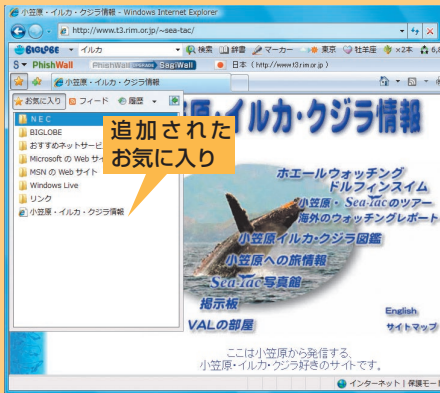 小笠原・イルカ・クジラ情報 - Windows Internet Explorer
http://www.t3.rim.or.jp/~sea-tac/
BIGLOBE イルカ 検索 辞書 マーカー 東京 牡羊座 ×2本 6,8
S PhishWall PhishWall SagiWall 日本 (http://www.t3.rim.or.jp)
小笠原・イルカ・クジラ情報
お気に入り フィード 履歴
NEC
BIGLOBE
おすすめネットサービ
Microsoft の Web サイ
MSN の Web サイト
Windows Live
リンク
小笠原・イルカ・クジラ情報
追加された
お気に入り
原・イルカ・クジラ情報
ホエールウォッチング
ドルフィンスイム
小笠原・Sea-Tacのツアー
海外のウォッチングレポート
小笠原イルカ・クジラ図鑑
小笠原への旅情報
Sea-Tac写真館
掲示板
VALの部屋
English
サイトマップ
ここは小笠原から発信する、
小笠原・イルカ・クジラ好きのサイトです。
インターネット | 保護モー